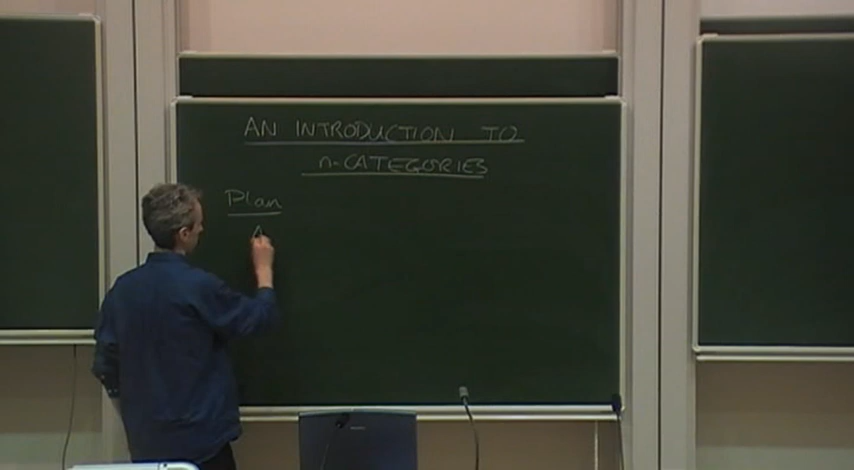 AN INTRODUCTION TO
n-CATEGORIES
Plan
A